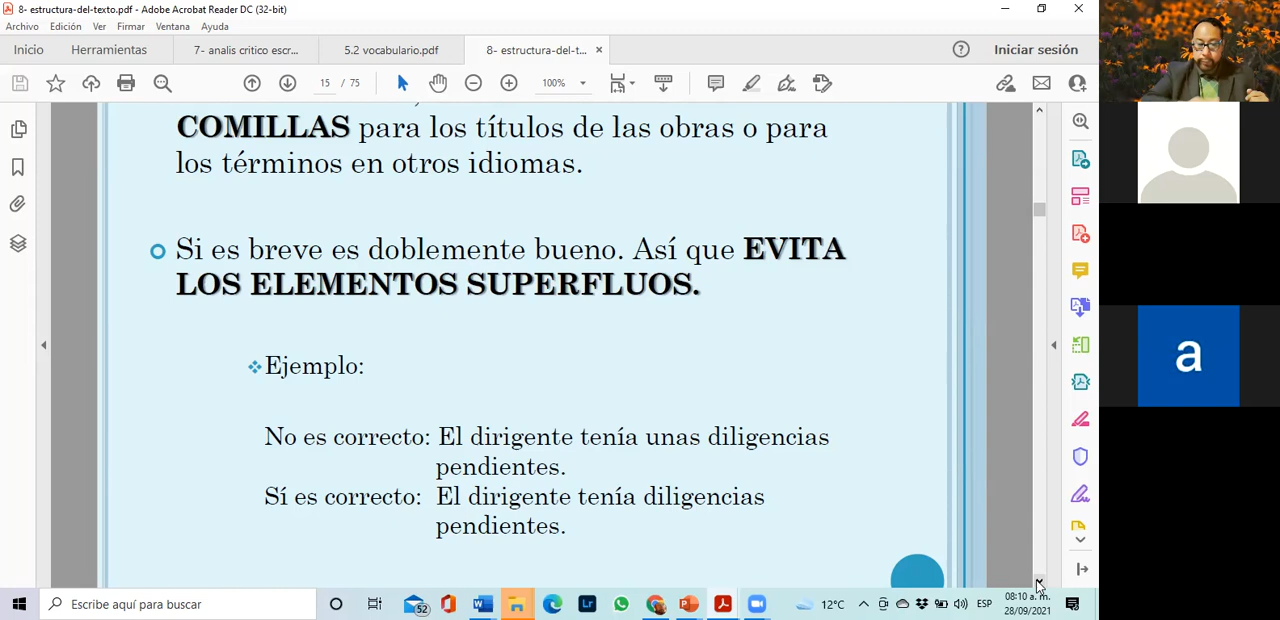 8- estructura-del-texto.pdf - Adobe Acrobat Reader DC (32-bit)
Archivo Edición Ver Firmar Ventana Ayuda
Inicio Herramientas 7- analis critico escr... 5.2 vocabulario.pdf 8- estructura-del-t... × Iniciar sesión
15 / 75 100%
COMILLAS para los títulos de las obras o para
los términos en otros idiomas.
Si es breve es doblemente bueno. Así que EVITA
LOS ELEMENTOS SUPERFLUOS.
Ejemplo:
No es correcto: El dirigente tenía unas diligencias
pendientes.
Sí es correcto: El dirigente tenía diligencias
pendientes.
a
Escribe aquí para buscar
52
12°C
ESP
08:10 a. m.
28/09/2021